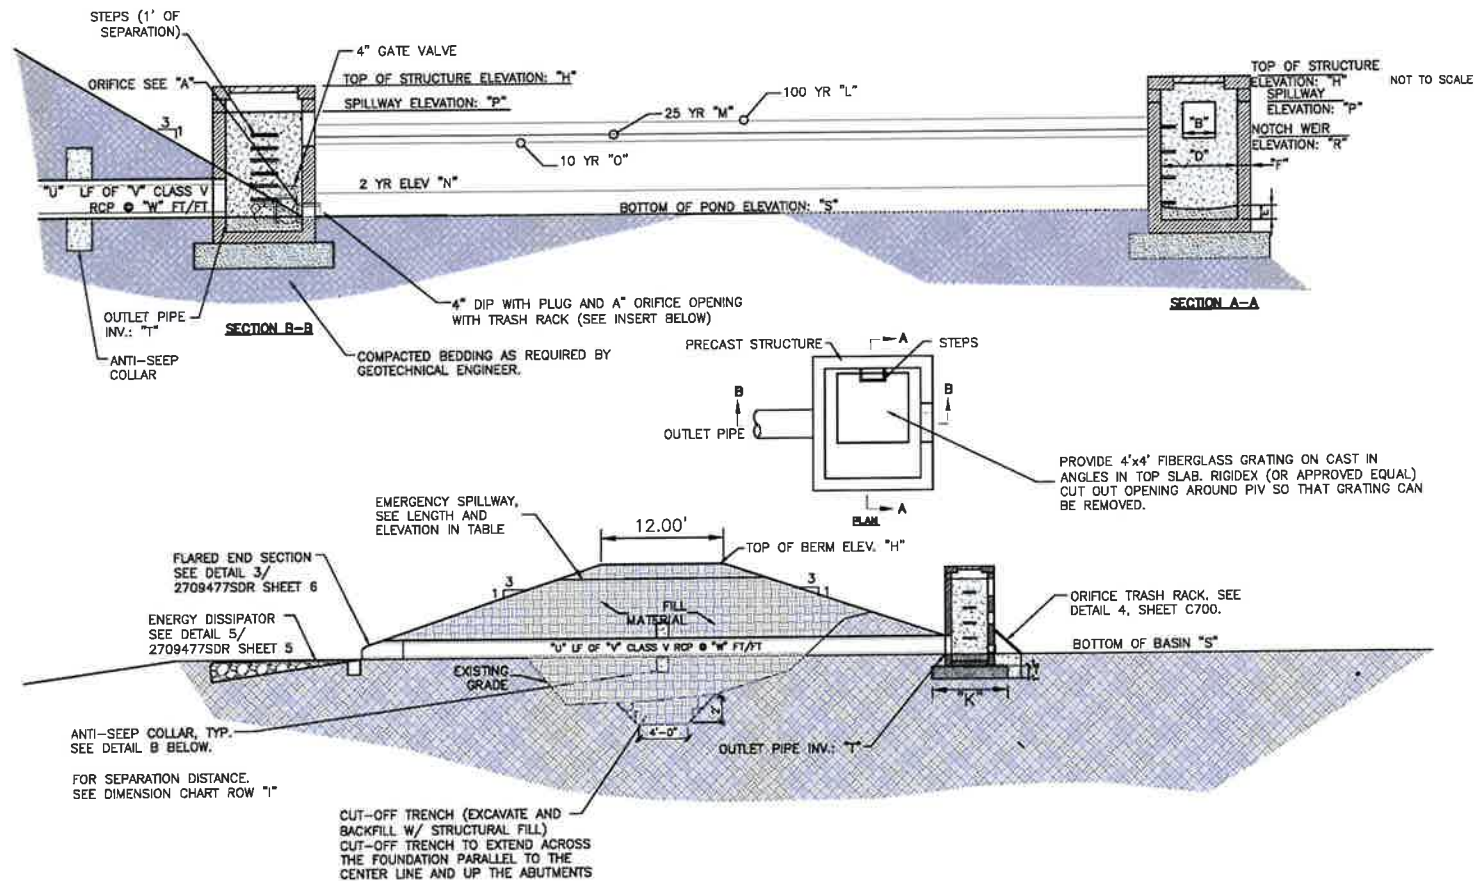 STEPS (1' OF
SEPARATION)
4" GATE VALVE
ORIFICE SEE "A"
TOP OF STRUCTURE ELEVATION: "H"
SPILLWAY ELEVATION: "P"
100 YR "L"
25 YR "M"
10 YR "O"
2 YR ELEV "N"
BOTTOM OF POND ELEVATION: "S"
3
1
"U" LF OF "V" CLASS V
RCP @ "W" FT/FT
TOP OF STRUCTURE
ELEVATION: "H"
NOT TO SCALE
SPILLWAY
ELEVATION: "P"
"B"
NOTCH WEIR
ELEVATION: "R"
"D"
"F"
OUTLET PIPE
INV.: "T"
SECTION B-B
ANTI-SEEP
COLLAR
4" DIP WITH PLUG AND A" ORIFICE OPENING
WITH TRASH RACK (SEE INSERT BELOW)
COMPACTED BEDDING AS REQUIRED BY
GEOTECHNICAL ENGINEER.
SECTION A-A
PRECAST STRUCTURE
A
STEPS
B
B
OUTLET PIPE
A
PLAN
PROVIDE 4'x4' FIBERGLASS GRATING ON CAST IN
ANGLES IN TOP SLAB. RIGIDEX (OR APPROVED EQUAL)
CUT OUT OPENING AROUND PIV SO THAT GRATING CAN
BE REMOVED.
EMERGENCY SPILLWAY,
SEE LENGTH AND
ELEVATION IN TABLE
12.00'
TOP OF BERM ELEV. "H"
FLARED END SECTION
SEE DETAIL 3/
2709477SDR SHEET 6
3
1
3
1
ENERGY DISSIPATOR
SEE DETAIL 5/
2709477SDR SHEET 5
FILL
MATERIAL
"U" LF OF "V" CLASS V RCP @ "W" FT/FT
ORIFICE TRASH RACK, SEE
DETAIL 4, SHEET C700.
BOTTOM OF BASIN "S"
EXISTING
GRADE
"K"
2'
4'-0"
ANTI-SEEP COLLAR, TYP.
SEE DETAIL B BELOW.
OUTLET PIPE INV.: "T"
FOR SEPARATION DISTANCE.
SEE DIMENSION CHART ROW "I"
CUT-OFF TRENCH (EXCAVATE AND
BACKFILL W/ STRUCTURAL FILL)
CUT-OFF TRENCH TO EXTEND ACROSS
THE FOUNDATION PARALLEL TO THE
CENTER LINE AND UP THE ABUTMENTS